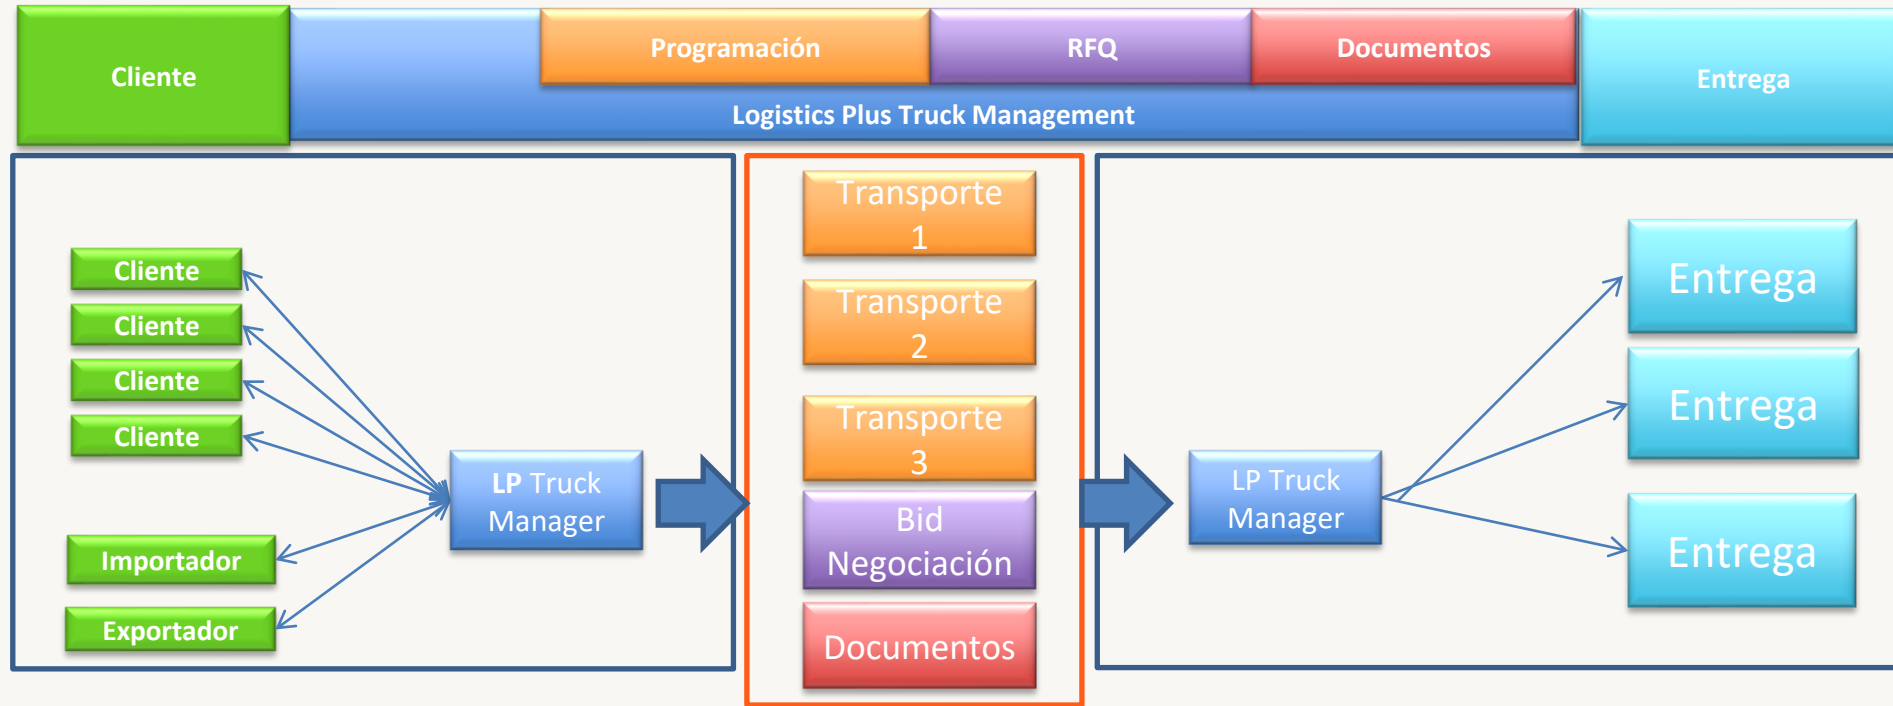 Cliente
Programación
RFQ
Documentos
Logistics Plus Truck Management
Entrega
Cliente
Cliente
Cliente
Cliente
Importador
Exportador
LP Truck
Manager
Transporte
1
Transporte
2
Transporte
3
Bid
Negociación
Documentos
LP Truck
Manager
Entrega
Entrega
Entrega